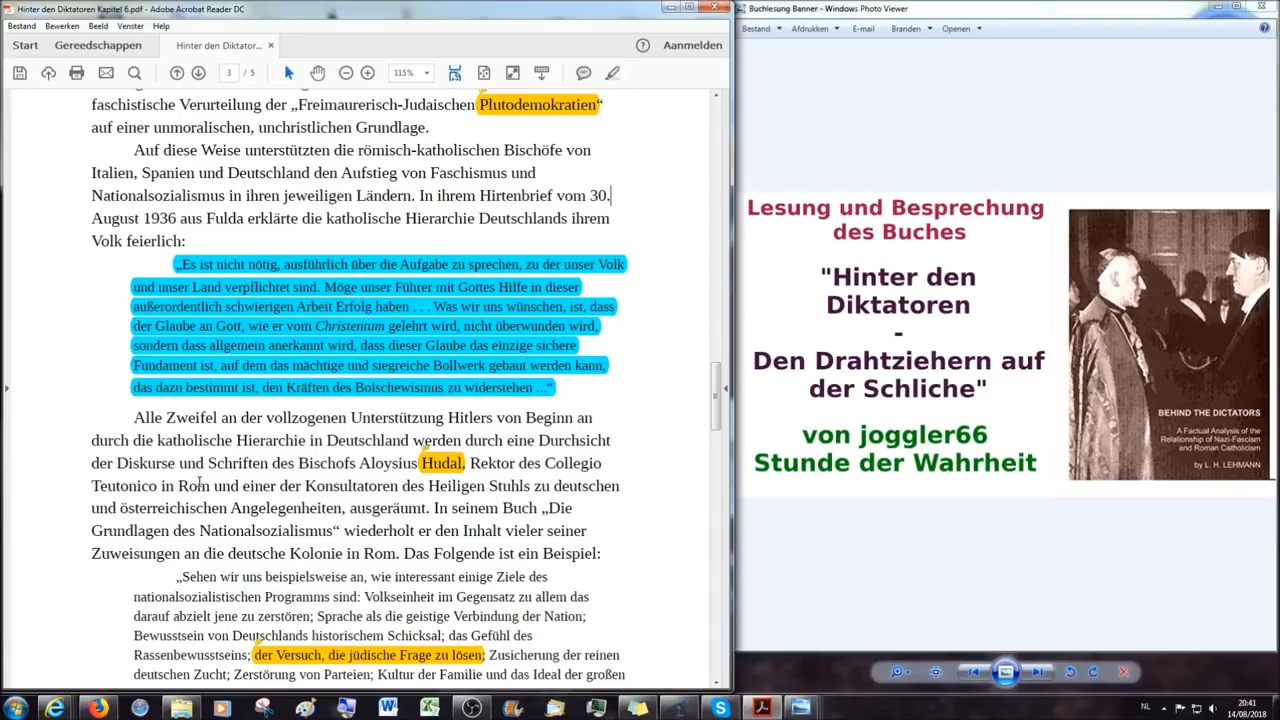 Hinter den Diktatoren Kapitel 6.pdf - Adobe Acrobat Reader DC
Bestand Bewerken Beeld Venster Help
Start Gereedschappen Hinter den Diktator... × Aanmelden
3 / 5 115%
faschistische Verurteilung der „Freimaurerisch-Judaischen Plutodemokratien“
auf einer unmoralischen, unchristlichen Grundlage.
Auf diese Weise unterstützten die römisch-katholischen Bischöfe von
Italien, Spanien und Deutschland den Aufstieg von Faschismus und
Nationalsozialismus in ihren jeweiligen Ländern. In ihrem Hirtenbrief vom 30.
August 1936 aus Fulda erklärte die katholische Hierarchie Deutschlands ihrem
Volk feierlich:
„Es ist nicht nötig, ausführlich über die Aufgabe zu sprechen, zu der unser Volk
und unser Land verpflichtet sind. Möge unser Führer mit Gottes Hilfe in dieser
außerordentlich schwierigen Arbeit Erfolg haben . . . Was wir uns wünschen, ist, dass
der Glaube an Gott, wie er vom Christentum gelehrt wird, nicht überwunden wird,
sondern dass allgemein anerkannt wird, dass dieser Glaube das einzige sichere
Fundament ist, auf dem das mächtige und siegreiche Bollwerk gebaut werden kann,
das dazu bestimmt ist, den Kräften des Bolschewismus zu widerstehen ...“
Alle Zweifel an der vollzogenen Unterstützung Hitlers von Beginn an
durch die katholische Hierarchie in Deutschland werden durch eine Durchsicht
der Diskurse und Schriften des Bischofs Aloysius Hudal, Rektor des Collegio
Teutonico in Rom und einer der Konsultatoren des Heiligen Stuhls zu deutschen
und österreichischen Angelegenheiten, ausgeräumt. In seinem Buch „Die
Grundlagen des Nationalsozialismus“ wiederholt er den Inhalt vieler seiner
Zuweisungen an die deutsche Kolonie in Rom. Das Folgende ist ein Beispiel:
„Sehen wir uns beispielsweise an, wie interessant einige Ziele des
nationalsozialistischen Programms sind: Volkseinheit im Gegensatz zu allem das
darauf abzielt jene zu zerstören; Sprache als die geistige Verbindung der Nation;
Bewusstsein von Deutschlands historischem Schicksal; das Gefühl des
Rassenbewusstseins; der Versuch, die jüdische Frage zu lösen; Zusicherung der reinen
deutschen Zucht; Zerstörung von Parteien; Kultur der Familie und das Ideal der großen
Buchlesung Banner - Windows Photo Viewer
Bestand Afdrukken E-mail Branden Openen
Lesung und Besprechung
des Buches
"Hinter den
Diktatoren
-
Den Drahtziehern auf
der Schliche"
von joggler66
Stunde der Wahrheit
BEHIND THE DICTATORS
A Factual Analysis of the
Relationship of Nazi-Fascism
and Roman Catholicism
by L. H. LEHMANN
NL
20:41
14/08/2018